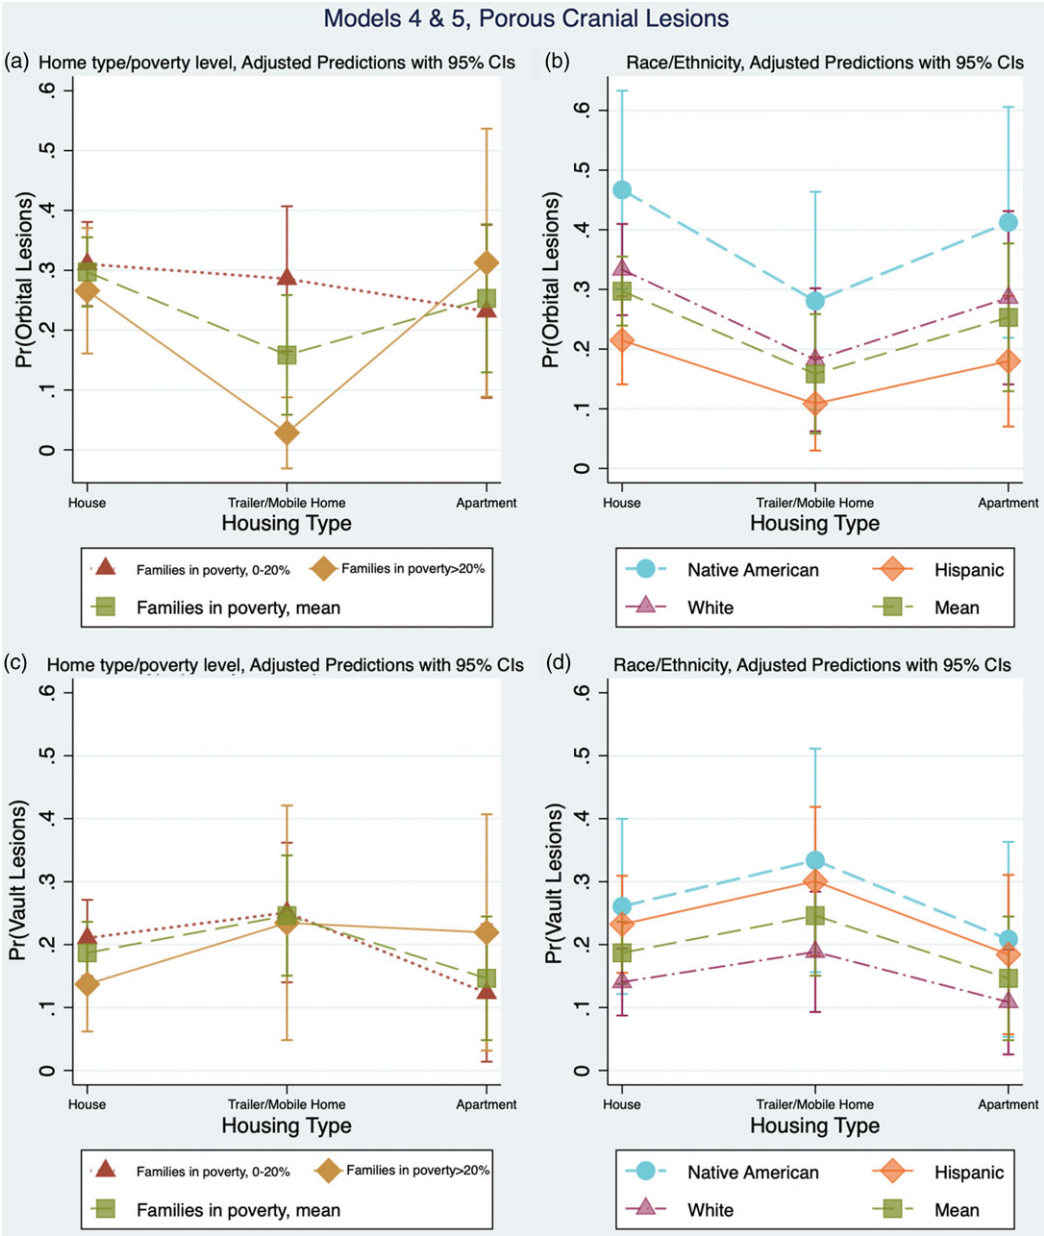 Models 4 & 5, Porous Cranial Lesions
(a) Home type/poverty level, Adjusted Predictions with 95% CIs
Pr(Orbital Lesions)
.6
.5
.4
.3
.2
.1
0
House Trailer/Mobile Home Apartment
Housing Type
Families in poverty, 0-20% Families in poverty>20%
Families in poverty, mean
(b) Race/Ethnicity, Adjusted Predictions with 95% CIs
Pr(Orbital Lesions)
.6
.5
.4
.3
.2
.1
0
House Trailer/Mobile Home Apartment
Housing Type
Native American Hispanic
White Mean
(c) Home type/poverty level, Adjusted Predictions with 95% CIs
Pr(Vault Lesions)
.6
.5
.4
.3
.2
.1
0
House Trailer/Mobile Home Apartment
Housing Type
Families in poverty, 0-20% Families in poverty>20%
Families in poverty, mean
(d) Race/Ethnicity, Adjusted Predictions with 95% CIs
Pr(Vault Lesions)
.6
.5
.4
.3
.2
.1
0
House Trailer/Mobile Home Apartment
Housing Type
Native American Hispanic
White Mean